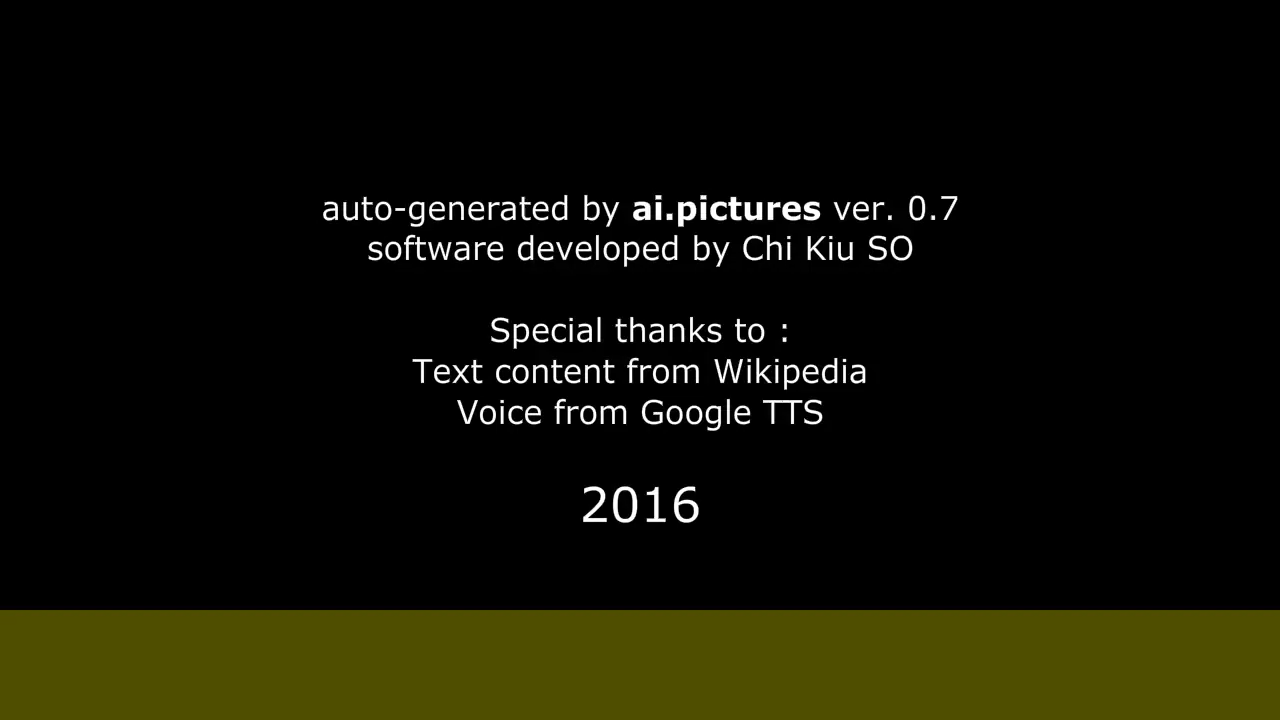 auto-generated by ai.pictures ver. 0.7
software developed by Chi Kiu SO
Special thanks to :
Text content from Wikipedia
Voice from Google TTS
2016